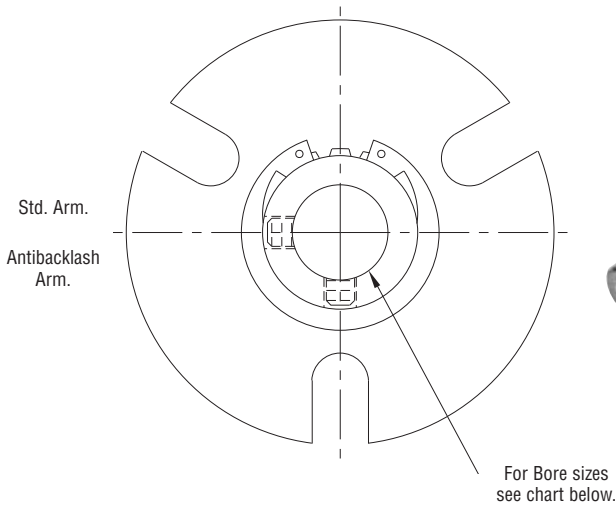 Std. Arm.
Antibacklash
Arm.
For Bore sizes
see chart below.